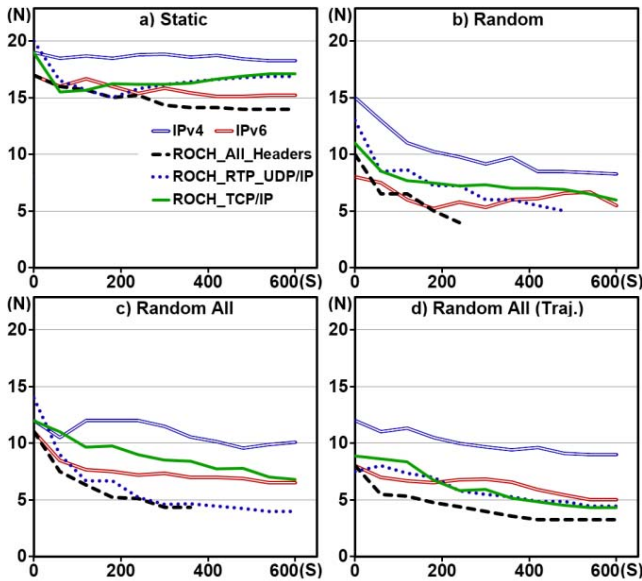 (N) a) Static
20
15
10
5
0 200 400 600(S)
IPv4 IPv6
ROCH_All_Headers
ROCH_RTP_UDP/IP
ROCH_TCP/IP
(N) b) Random
20
15
10
5
0 200 400 600(S)
(N) c) Random All
20
15
10
5
0
0 200 400 600(S)
(N) d) Random All (Traj.)
20
15
10
5
0
0 200 400 600(S)